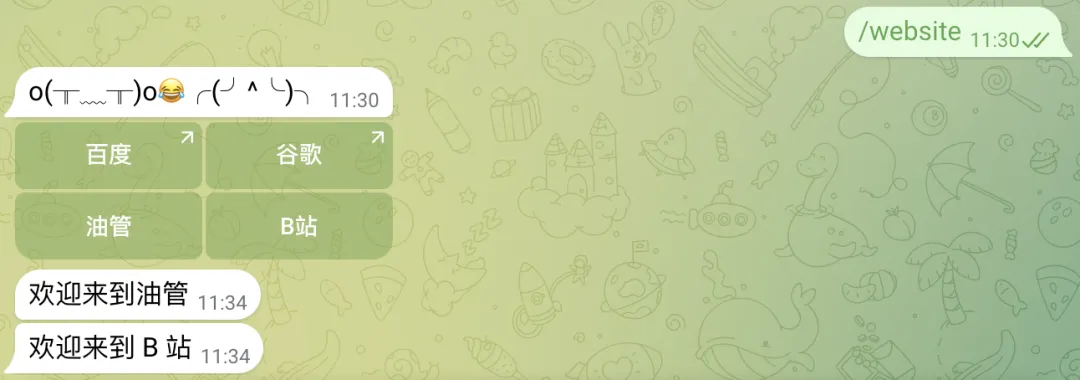 /website 11:30
o(╥﹏╥)o😂╭(╯^╰)╮ 11:30
百度 谷歌
油管 B站
欢迎来到油管 11:34
欢迎来到 B 站 11:34